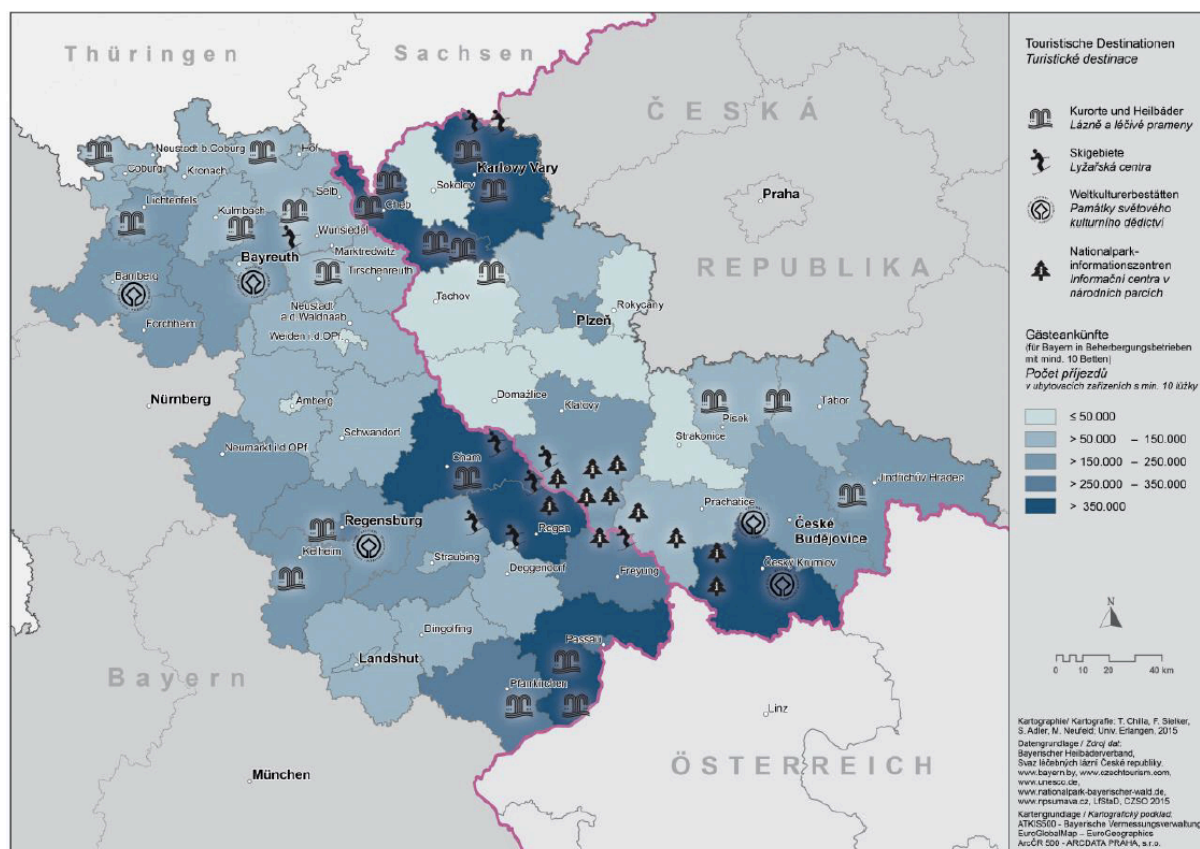 Thüringen
Sachsen
ČESKÁ
REPUBLIKA
Praha
Neustadt b.Coburg
Coburg
Kronach
Hof
Lichtenfels
Kulmbach
Selb
Wunsiedel
Marktredwitz
Bayreuth
Tirschenreuth
Bamberg
Forchheim
Neustadt
a.d.Waldnaab
Weiden i.d.OPf
Cheb
Sokolov
Karlovy Vary
Tachov
Plzeň
Rokycany
Nürnberg
Amberg
Schwandorf
Neumarkt i.d.OPf
Domažlice
Klatovy
Strakonice
Písek
Tábor
Jindřichův Hradec
Cham
Regen
Prachatice
České
Budějovice
Český Krumlov
Regensburg
Kelheim
Straubing
Deggendorf
Freyung
Dingolfing
Landshut
Passau
Pfarrkirchen
Bayern
München
Linz
ÖSTERREICH
Touristische Destinationen
Turistické destinace
Kurorte und Heilbäder
Lázně a léčivé prameny
Skigebiete
Lyžařská centra
Weltkulturerbestätten
Památky světového
kulturního dědictví
Nationalpark-
informationszentren
Informační centra v
národních parcích
Gästeankünfte
(für Bayern in Beherbergungsbetrieben
mit mind. 10 Betten)
Počet příjezdů
v ubytovacích zařízeních s min. 10 lůžky
≤ 50.000
> 50.000 – 150.000
> 150.000 – 250.000
> 250.000 – 350.000
> 350.000
N
0 20 40 km
Kartographie/ Kartografie: T. Chilla, F. Sielker,
S. Adler, M. Neufeld; Univ. Erlangen, 2015
Datengrundlage / Zdroj dat:
Bayerischer Heilbäderverband,
Svaz léčebných lázní České republiky,
www.bayern.by, www.czechtourism.com,
www.unesco.de,
www.nationalpark-bayerischer-wald.de,
www.npsumava.cz, LfStaD, CZSO 2015
Kartengrundlage / Kartografický podklad:
ATKIS500 - Bayerische Vermessungsverwaltung
EuroGlobalMap – EuroGeographics
ArcČR 500 - ARCDATA PRAHA, s.r.o.